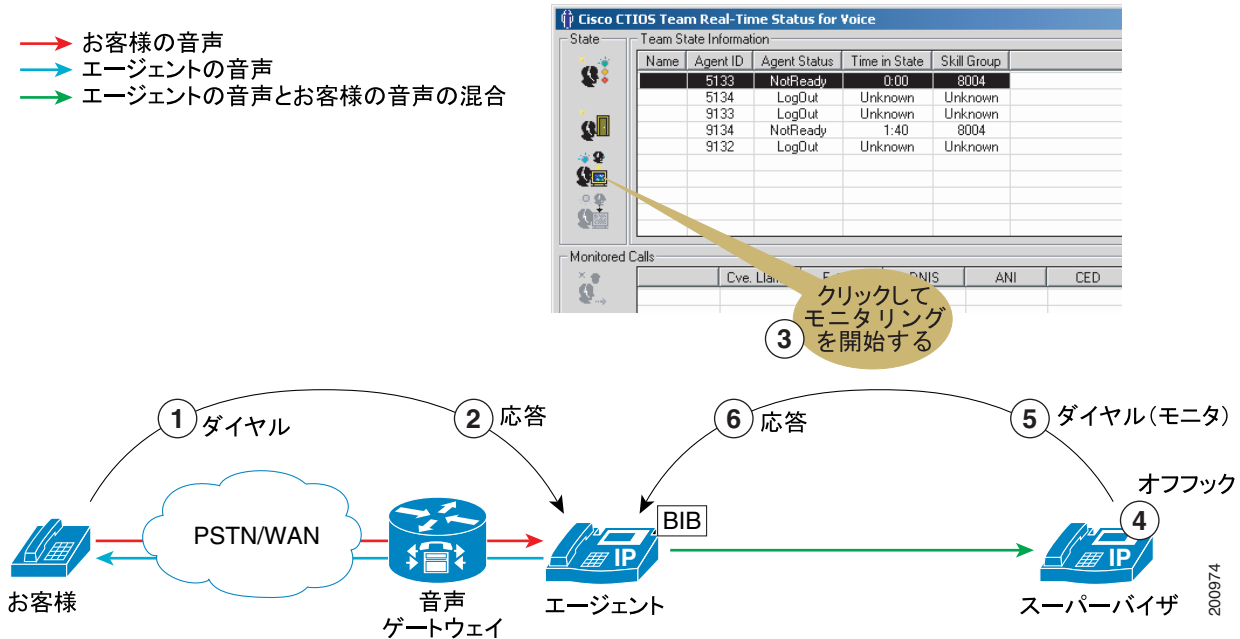 お客様の音声
エージェントの音声
エージェントの音声とお客様の音声の混合
Cisco CTIOS Team Real-Time Status for Voice
State
Team State Information
Name Agent ID Agent Status Time in State Skill Group
5133 NotReady 0:00 8004
5134 LogOut Unknown Unknown
9133 LogOut Unknown Unknown
9134 NotReady 1:40 8004
9132 LogOut Unknown Unknown
Monitored Calls
Cve. DNIS ANI CED
クリックして
モニタリング
を開始する
3
1 ダイヤル
2 応答
6 応答
5 ダイヤル(モニタ)
オフフック
4
PSTN/WAN
BIB
IP
IP
お客様
音声
ゲートウェイ
エージェント
スーパーバイザ
200974